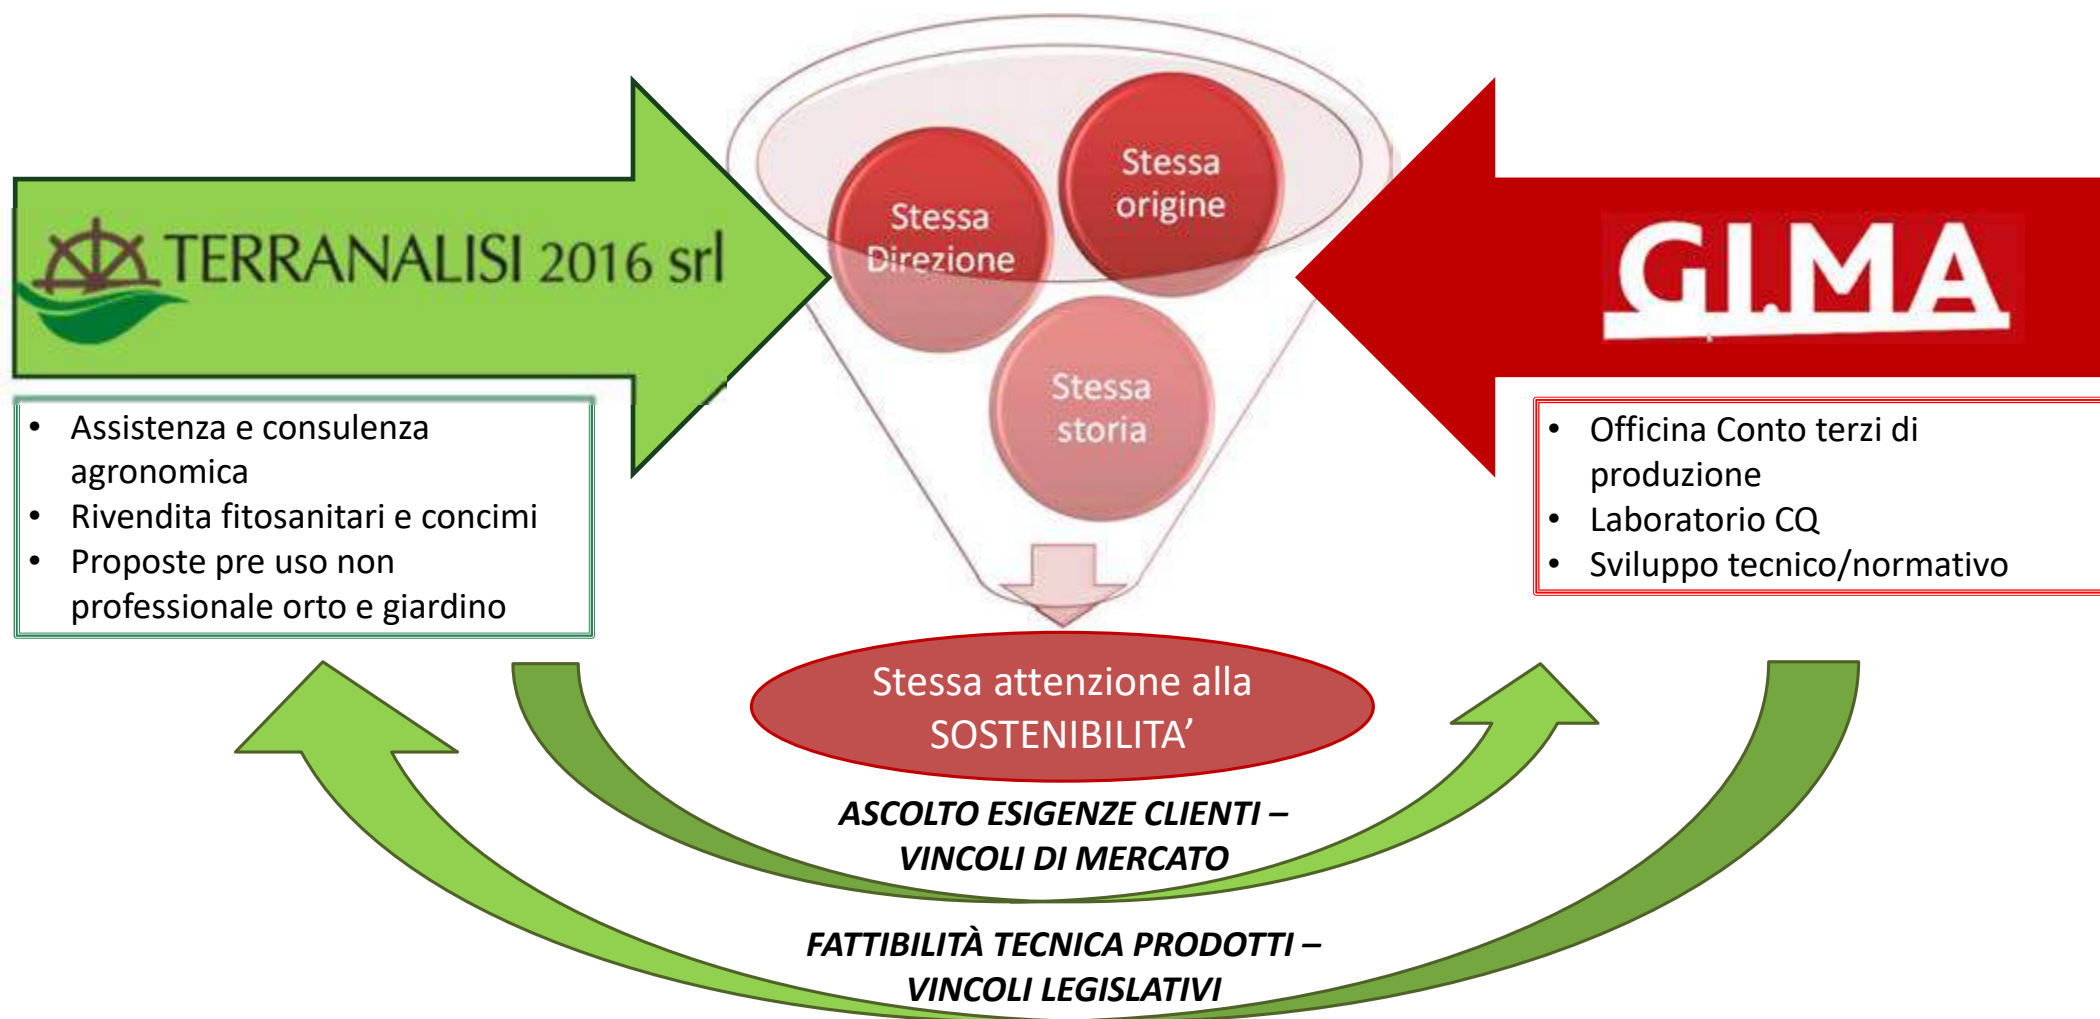 TERRANALISI 2016 srl
• Assistenza e consulenza
agronomica
• Rivendita fitosanitari e concimi
• Proposte pre uso non
professionale orto e giardino
Stessa
Direzione
Stessa
origine
Stessa
storia
GI.MA
• Officina Conto terzi di
produzione
• Laboratorio CQ
• Sviluppo tecnico/normativo
Stessa attenzione alla
SOSTENIBILITA’
ASCOLTO ESIGENZE CLIENTI –
VINCOLI DI MERCATO
FATTIBILITÀ TECNICA PRODOTTI –
VINCOLI LEGISLATIVI